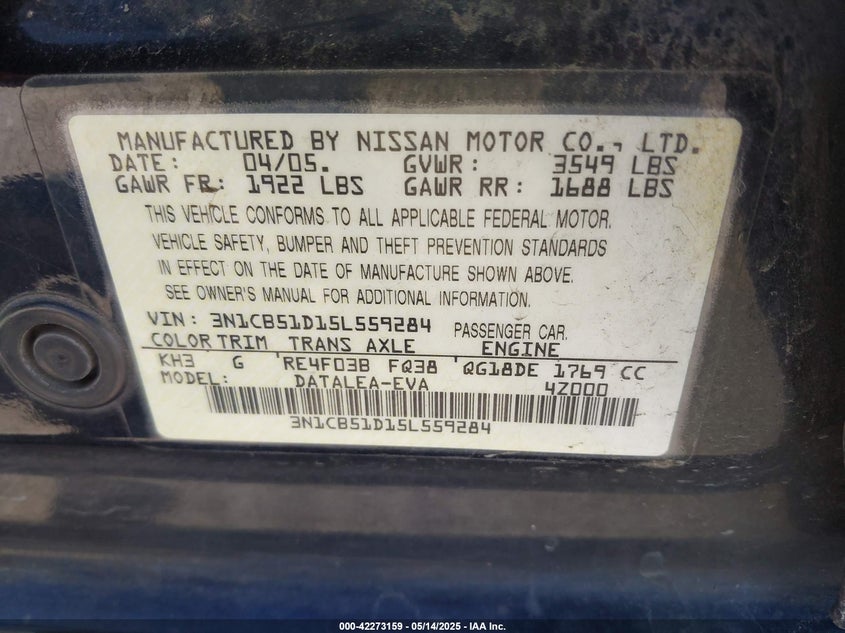 MANUFACTURED BY NISSAN MOTOR CO., LTD.
DATE: 04/05. GVWR: 3549 LBS
GAWR FR: 1922 LBS GAWR RR: 1688 LBS
THIS VEHICLE CONFORMS TO ALL APPLICABLE FEDERAL MOTOR.
VEHICLE SAFETY, BUMPER AND THEFT PREVENTION STANDARDS
IN EFFECT ON THE DATE OF MANUFACTURE SHOWN ABOVE.
SEE OWNER'S MANUAL FOR ADDITIONAL INFORMATION.
VIN: 3N1CB51D15L559284 PASSENGER CAR.
COLOR TRIM TRANS AXLE ENGINE
KH3 G RE4F03B FQ38 QG18DE 1769 CC
MODEL: DATALEA-EVA 4Z000
3N1CB51D15L559284
000-42273159 — 05/14/2025 — IAA Inc.